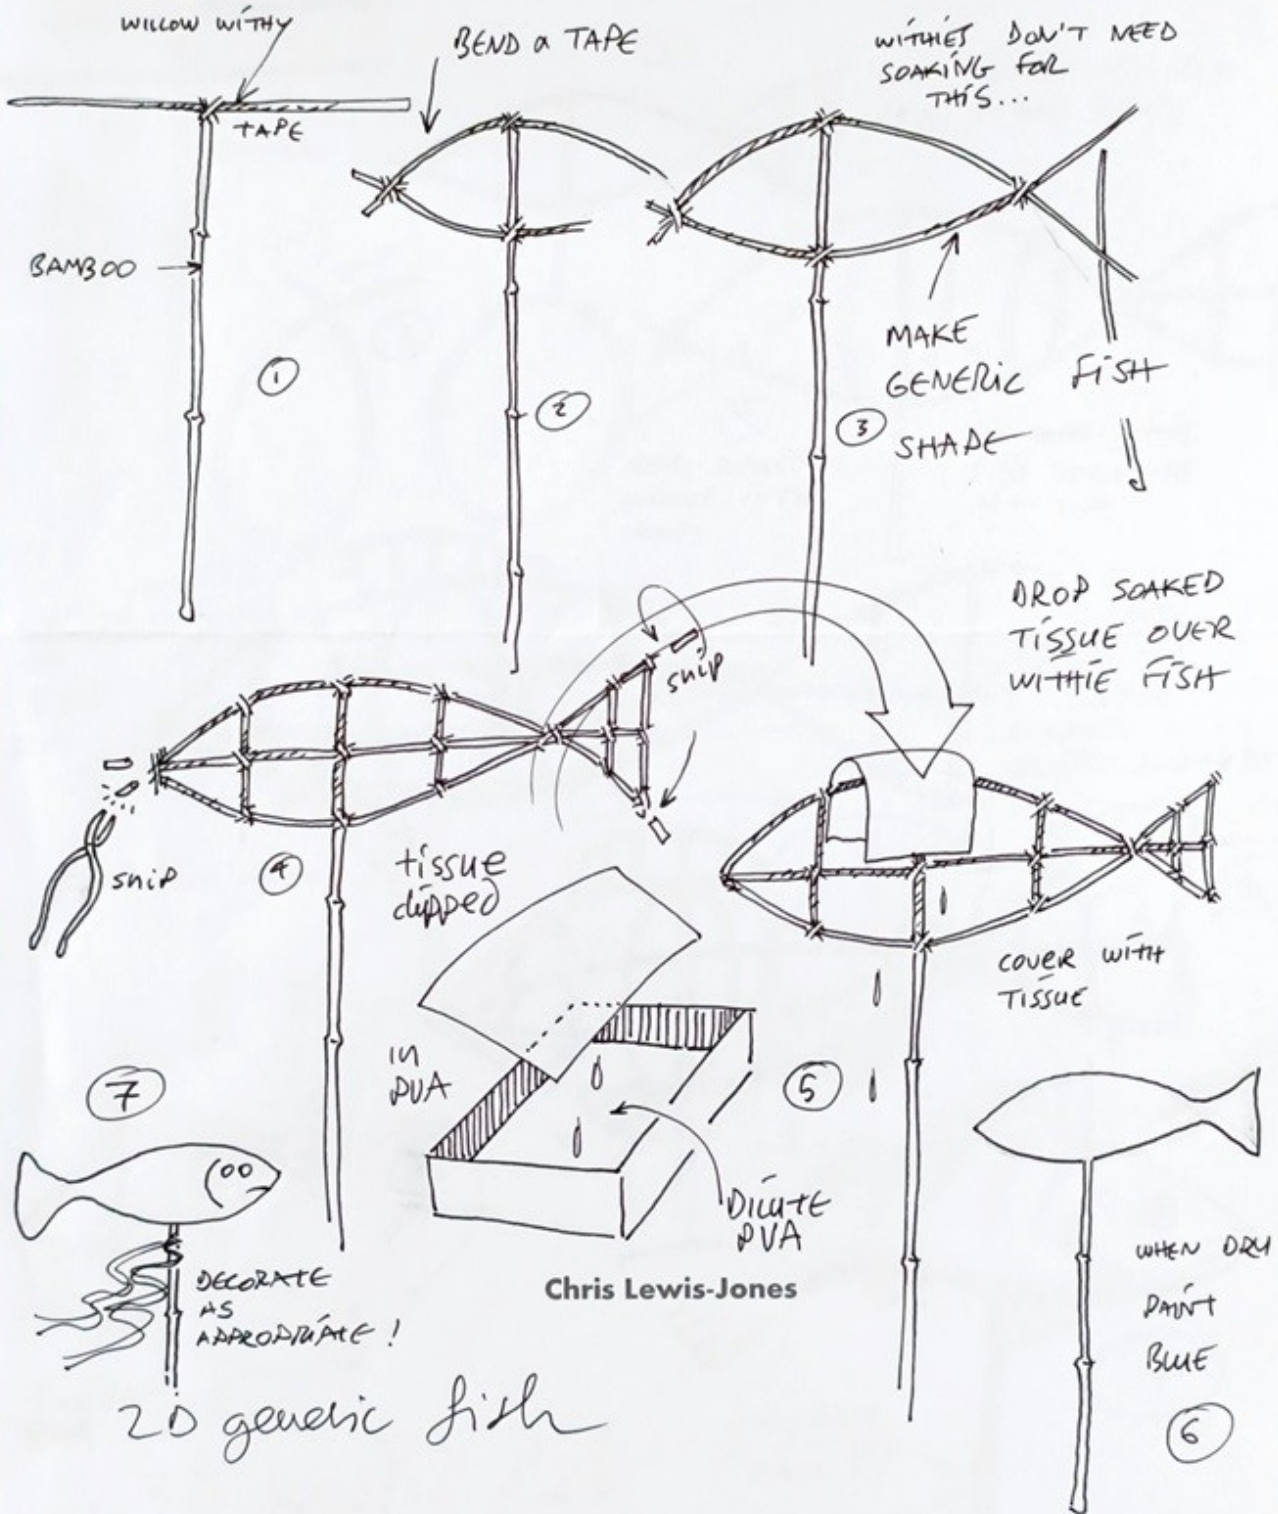 WILLOW WITHY
TAPE
BAMBOO
1
BEND & TAPE
2
WITHIES DON'T NEED
SOAKING FOR
THIS...
MAKE
GENERIC FISH
SHAPE
3
snip
snip
4
tissue
dipped
in
PVA
DILUTE
PVA
DROP SOAKED
TISSUE OVER
WITHIE FISH
COVER WITH
TISSUE
5
WHEN DRY
PAINT
BLUE
6
7
DECORATE
AS
APPROPRIATE!
2D generic fish
Chris Lewis-Jones